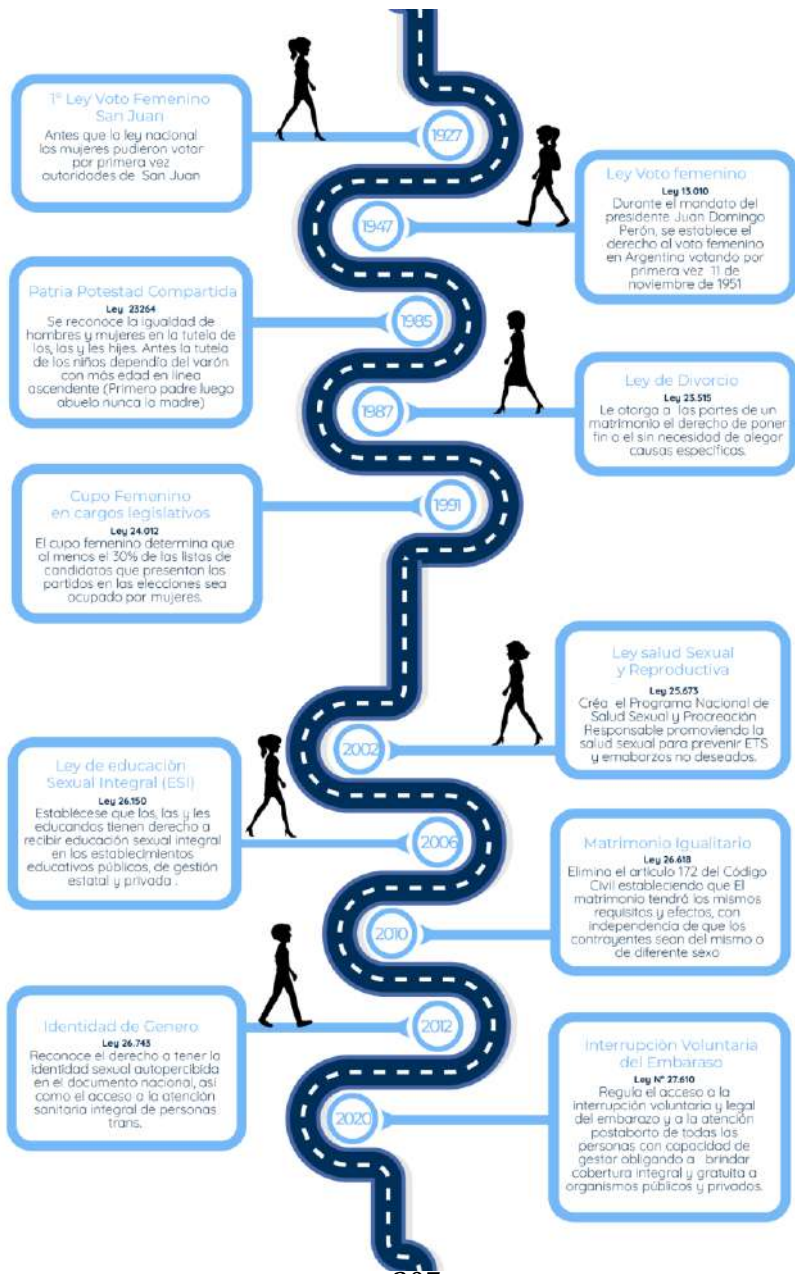 1º Ley Voto Femenino
San Juan
Antes que la ley nacional
las mujeres pudieron votar
por primera vez
autoridades de San Juan
1927
Ley Voto femenino
Ley 13.010
Durante el mandato del
presidente Juan Domingo
Perón, se establece el
derecho al voto femenino
en Argentina votando por
primera vez 11 de
noviembre de 1951
1947
Patria Potestad Compartida
Ley 23264
Se reconoce la igualdad de
hombres y mujeres en la tutela de
los, las y les hijes. Antes la tutela
de los niños dependía del varón
con más edad en línea
ascendente (Primero padre luego
abuelo nunca la madre)
1985
Ley de Divorcio
Ley 23.515
Le otorga a las partes de un
matrimonio el derecho de poner
fin a el sin necesidad de alegar
causas específicas.
1987
Cupo Femenino
en cargos legislativos
Ley 24.012
El cupo femenino determina que
al menos el 30% de las listas de
candidatos que presentan los
partidos en las elecciones sea
ocupado por mujeres.
1991
Ley salud Sexual
y Reproductiva
Ley 25.673
Créa el Programa Nacional de
Salud Sexual y Procreación
Responsable promoviendo la
salud sexual para prevenir ETS
y emabarzos no deseados.
2002
Ley de educación
Sexual Integral (ESI)
Ley 26.150
Establécese que los, las y les
educandos tienen derecho a
recibir educación sexual integral
en los establecimientos
educativos públicos, de gestión
estatal y privada .
2006
Matrimonio Igualitario
Ley 26.618
Elimina el artículo 172 del Código
Civil estableciendo que El
matrimonio tendrá los mismos
requisitos y efectos, con
independencia de que los
contrayentes sean del mismo o
de diferente sexo
2010
Identidad de Genero
Ley 26.743
Reconoce el derecho a tener la
identidad sexual autopercibida
en el documento nacional, así
como el acceso a la atención
sanitaria integral de personas
trans.
2012
Interrupción Voluntaria
del Embaraso
Ley Nº 27.610
Regula el acceso a la
interrupción voluntaria y legal
del embarazo y a la atención
postaborto de todas las
personas con capacidad de
gestar obligando a brindar
cobertura integral y gratuita a
organismos públicos y privados.
2020